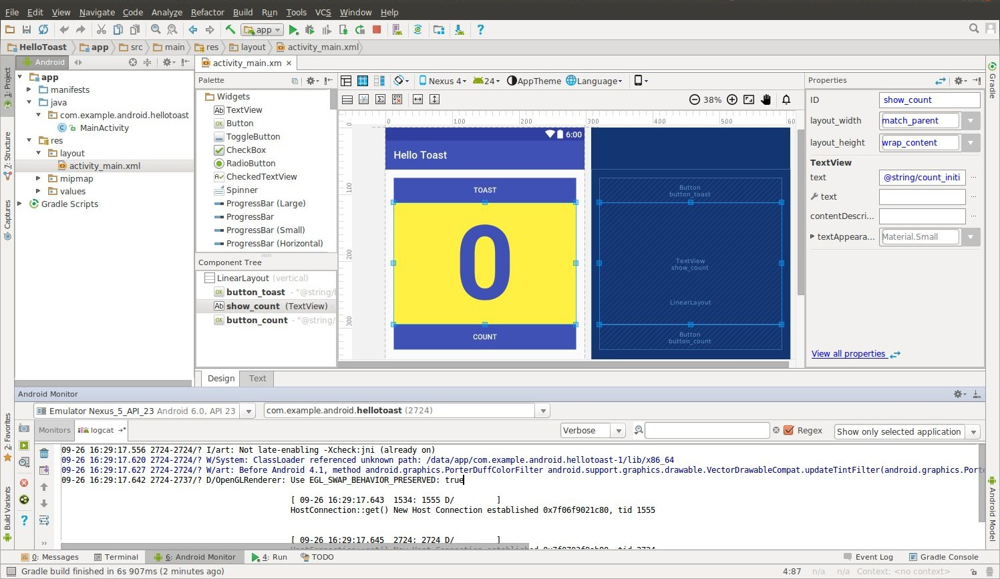 File Edit View Navigate Code Analyze Refactor Build Run Tools VCS Window Help
app
HelloToast app src main res layout activity_main.xml
1: Project
7: Structure
Captures
2: Favorites
Build Variants
Android
app
manifests
java
com.example.android.hellotoast
MainActivity
res
layout
activity_main.xml
mipmap
values
Gradle Scripts
activity_main.xm
Palette
Widgets
TextView
Button
ToggleButton
CheckBox
RadioButton
CheckedTextView
Spinner
ProgressBar (Large)
ProgressBar
ProgressBar (Small)
ProgressBar (Horizontal)
Component Tree
LinearLayout (vertical)
button_toast - "@string/b
show_count (TextView) -
button_count - "@string/
Nexus 4 24 AppTheme Language
38%
0 100 200 300 400 500 60
0
100
200
300
6:00
Hello Toast
TOAST
0
COUNT
Button
button_toast
TextView
show_count
LinearLayout
Button
button_count
Design Text
Properties
ID show_count
layout_width match_parent
layout_height wrap_content
TextView
text @string/count_initi ...
text ...
contentDescri... ...
textAppeara... Material.Small
View all properties
Gradle
Android Model
Android Monitor
Emulator Nexus_5_API_23 Android 6.0, API 23 com.example.android.hellotoast (2724)
Monitors logcat Verbose Regex Show only selected application
09-26 16:29:17.556 2724-2724/? I/art: Not late-enabling -Xcheck:jni (already on)
09-26 16:29:17.620 2724-2724/? W/System: ClassLoader referenced unknown path: /data/app/com.example.android.hellotoast-1/lib/x86_64
09-26 16:29:17.627 2724-2724/? W/art: Before Android 4.1, method android.graphics.PorterDuffColorFilter android.support.graphics.drawable.VectorDrawableCompat.updateTintFilter(android.graphics.Porte
09-26 16:29:17.642 2724-2737/? D/OpenGLRenderer: Use EGL_SWAP_BEHAVIOR_PRESERVED: true
[ 09-26 16:29:17.643 1534: 1555 D/ ]
HostConnection::get() New Host Connection established 0x7f06f9021c80, tid 1555
[ 09-26 16:29:17.645 2724: 2724 D/ ]
0: Messages Terminal 6: Android Monitor 4: Run TODO Event Log Gradle Console
Gradle build finished in 6s 907ms (2 minutes ago) 4:87 n/a n/a Context: <no context>